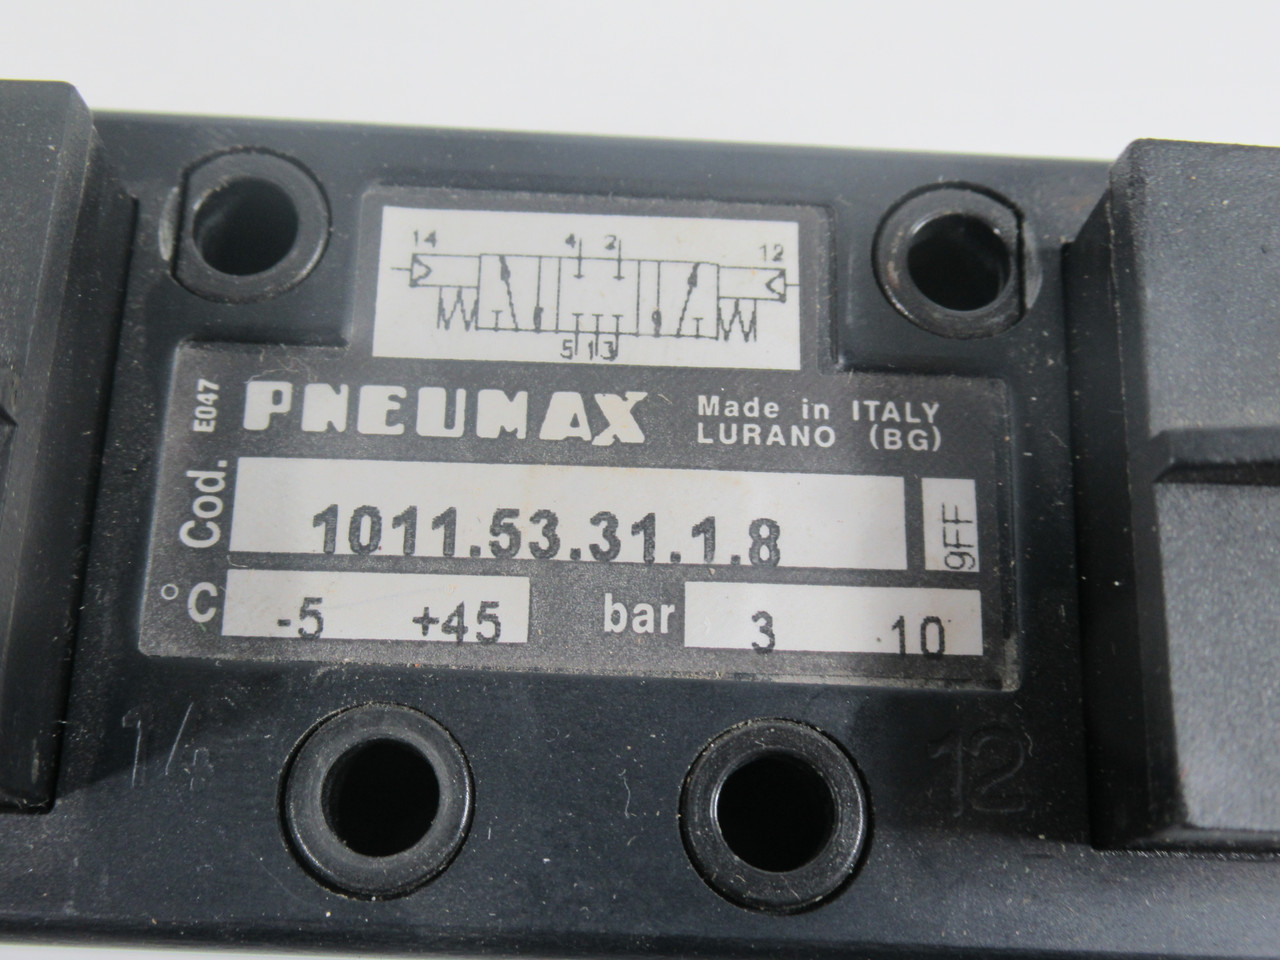 14 4 2 12
5 1 3
E047 PNEUMAX Made in ITALY
LURANO (BG)
Cod. 1011.53.31.1.8 9FF
°C -5 +45 bar 3 10
12